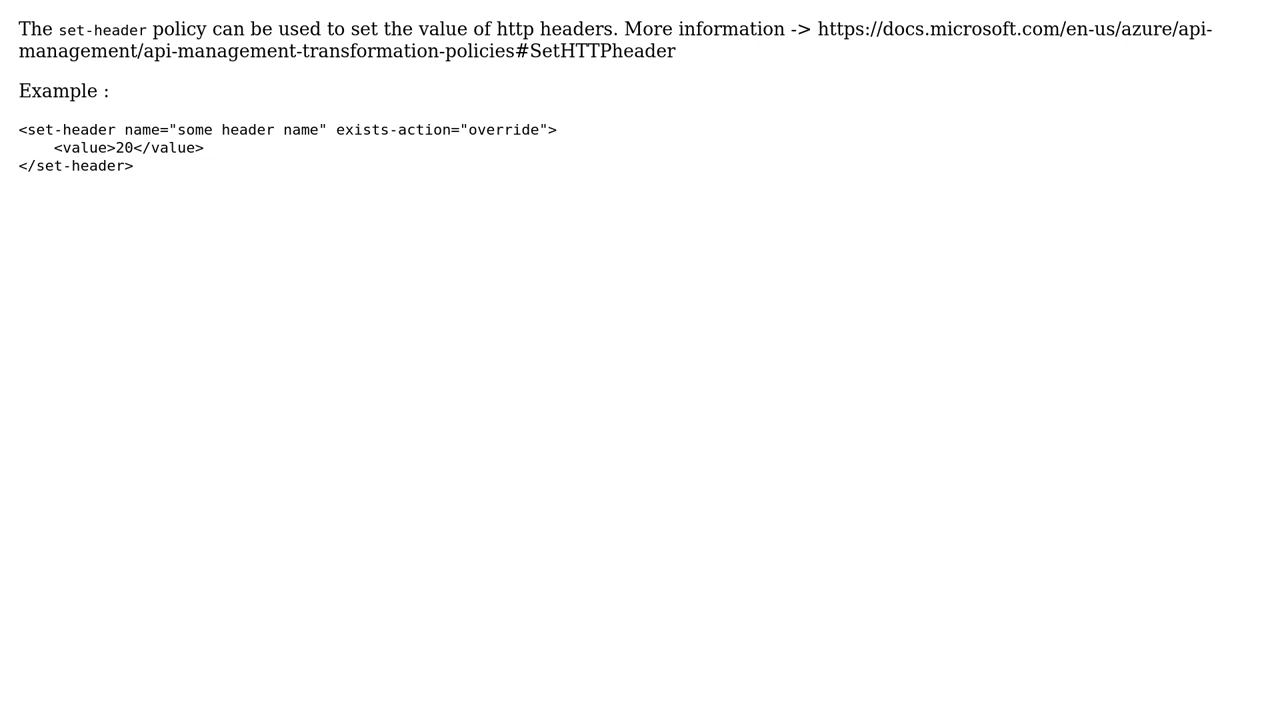 The set-header policy can be used to set the value of http headers. More information -> https://docs.microsoft.com/en-us/azure/api-
management/api-management-transformation-policies#SetHTTPheader
Example :
<set-header name="some header name" exists-action="override">
    <value>20</value>
</set-header>